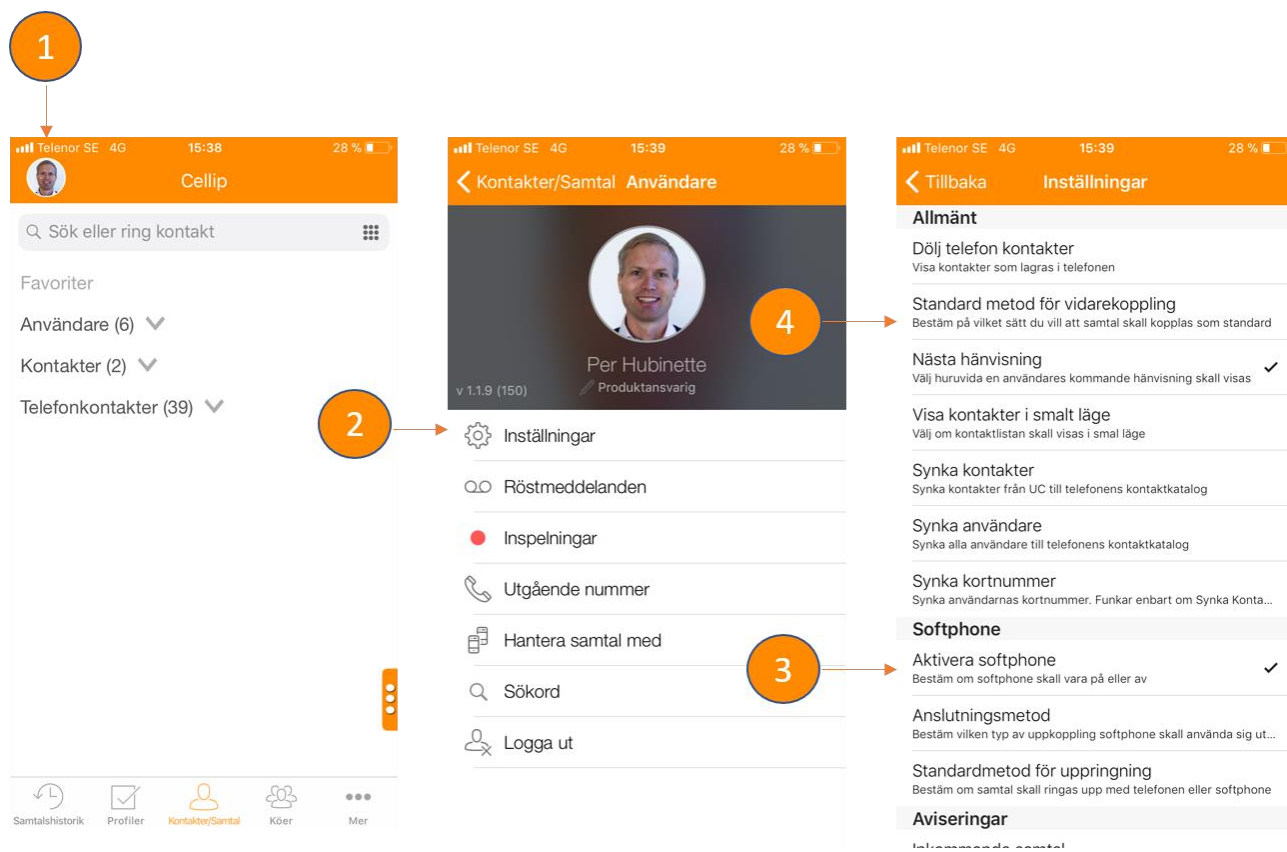 1
Telenor SE 4G 15:38 28 %
Cellip
Sök eller ring kontakt
Favoriter
Användare (6)
Kontakter (2)
Telefonkontakter (39)
Samtalshistorik Profiler Kontakter/Samtal Köer Mer
2
Telenor SE 4G 15:39 28 %
Kontakter/Samtal Användare
Per Hubinette
v 1.1.9 (150) Produktansvarig
Inställningar
Röstmeddelanden
Inspelningar
Utgående nummer
Hantera samtal med
Sökord
Logga ut
4
3
Telenor SE 4G 15:39 28 %
Tillbaka Inställningar
Allmänt
Dölj telefon kontakter
Visa kontakter som lagras i telefonen
Standard metod för vidarekoppling
Bestäm på vilket sätt du vill att samtal skall kopplas som standard
Nästa hänvisning
Välj huruvida en användares kommande hänvisning skall visas
Visa kontakter i smalt läge
Välj om kontaktlistan skall visas i smal läge
Synka kontakter
Synka kontakter från UC till telefonens kontaktkatalog
Synka användare
Synka alla användare till telefonens kontaktkatalog
Synka kortnummer
Synka användarnas kortnummer. Funkar enbart om Synka Konta...
Softphone
Aktivera softphone
Bestäm om softphone skall vara på eller av
Anslutningsmetod
Bestäm vilken typ av uppkoppling softphone skall använda sig ut...
Standardmetod för uppringning
Bestäm om samtal skall ringas upp med telefonen eller softphone
Aviseringar
Inkommande samtal